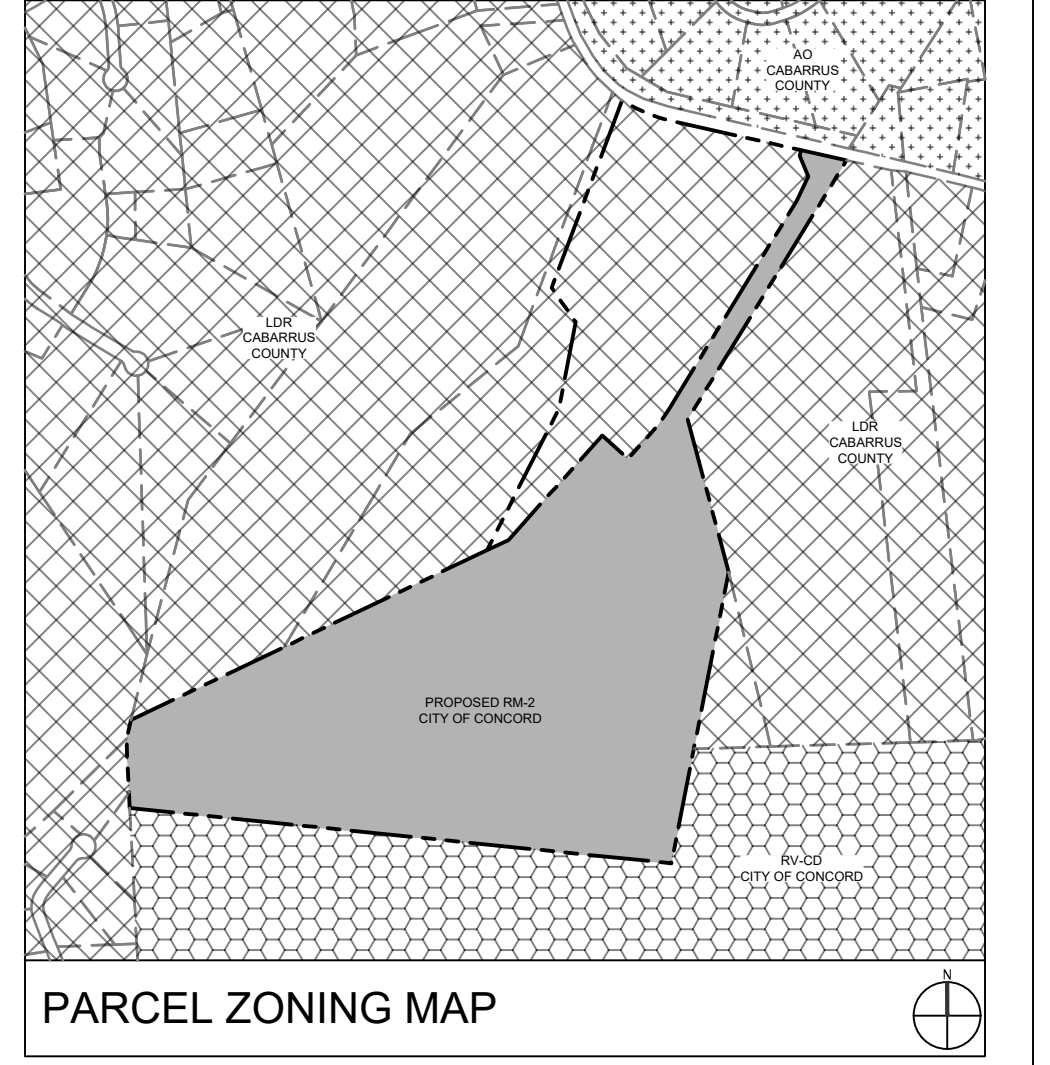 AO
CABARRUS
COUNTY
LDR
CABARRUS
COUNTY
LDR
CABARRUS
COUNTY
PROPOSED RM-2
CITY OF CONCORD
RV-CD
CITY OF CONCORD
PARCEL ZONING MAP
N